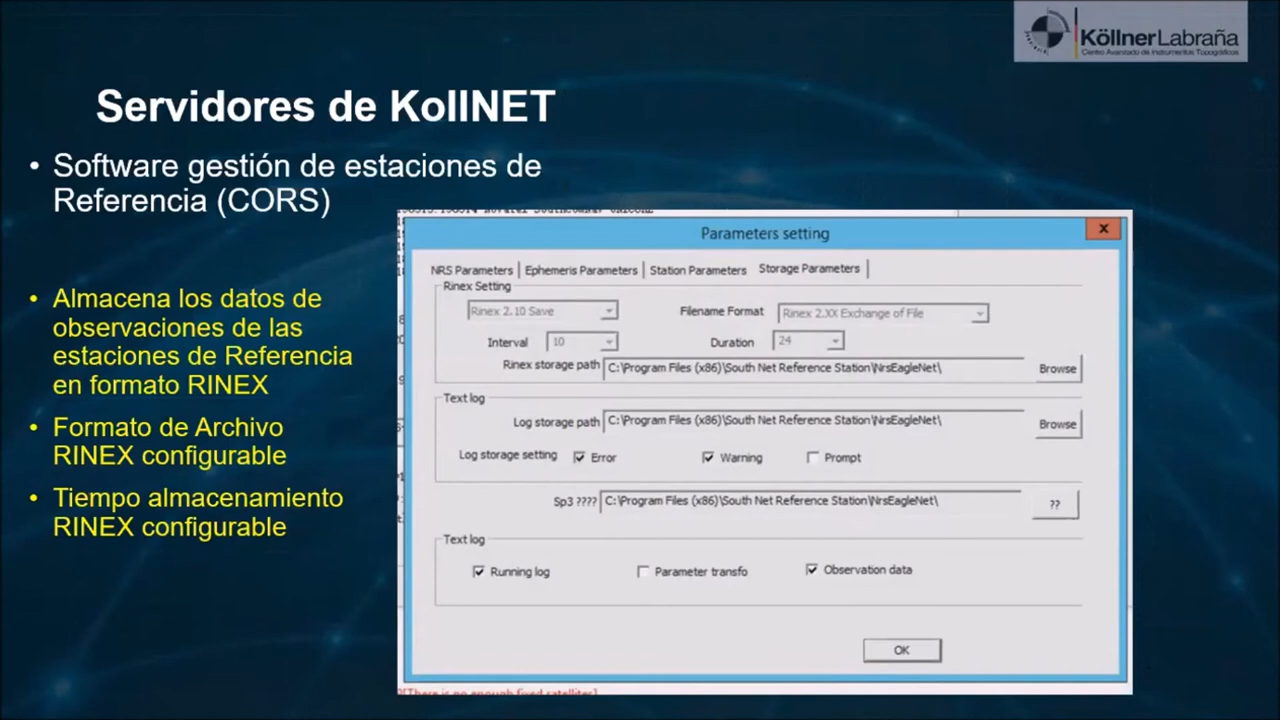 KöllnerLabraña
Centro Avanzado de Instrumentos Topográficos
Servidores de KollNET
• Software gestión de estaciones de
Referencia (CORS)
• Almacena los datos de
observaciones de las
estaciones de Referencia
en formato RINEX
• Formato de Archivo
RINEX configurable
• Tiempo almacenamiento
RINEX configurable
Parameters setting
x
NRS Parameters Ephemeris Parameters Station Parameters Storage Parameters
Rinex Setting
Rinex 2.10 Save Filename Format Rinex 2.XX Exchange of File
Interval 10 Duration 24
Rinex storage path C:\Program Files (x86)\South Net Reference Station\NrsEagleNet\ Browse
Text log
Log storage path C:\Program Files (x86)\South Net Reference Station\NrsEagleNet\ Browse
Log storage setting Error Warning Prompt
Sp3 ???? C:\Program Files (x86)\South Net Reference Station\NrsEagleNet\ ??
Text log
Running log Parameter transfo Observation data
OK
[There is no enough fixed satellites]